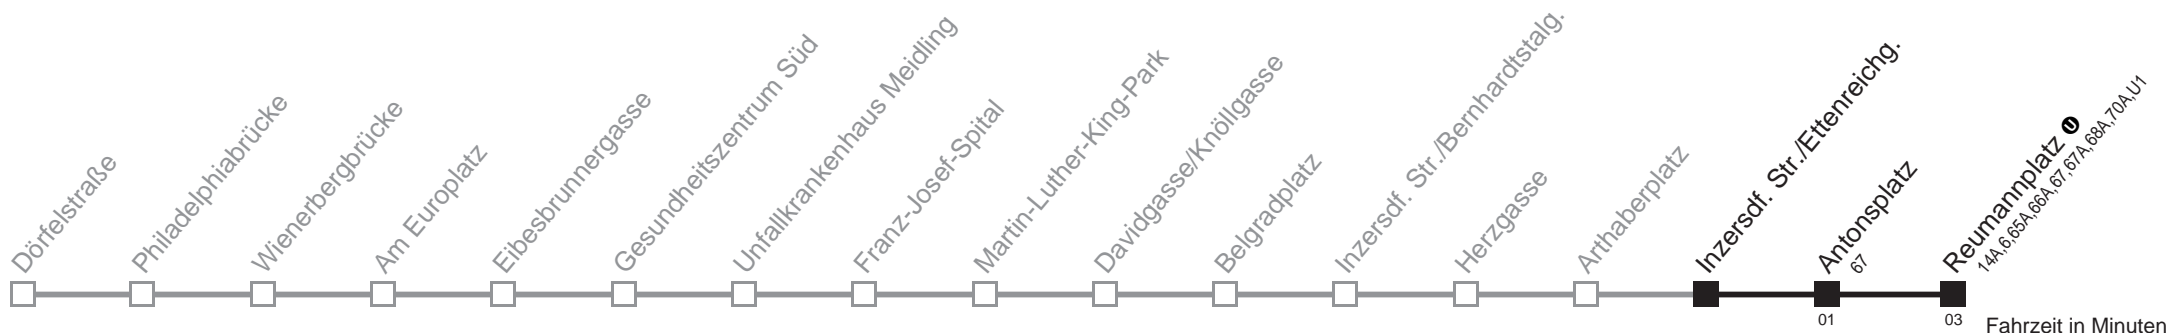 Dörfelstraße
Philadelphiabrücke
Wienerbergbrücke
Am Europlatz
Eibesbrunnergasse
Gesundheitszentrum Süd
Unfallkrankenhaus Meidling
Franz-Josef-Spital
Martin-Luther-King-Park
Davidgasse/Knöllgasse
Belgradplatz
Inzersdf. Str./Bernhardtstalg.
Herzgasse
Arthaberplatz
Inzersdf. Str./Ettenreichg.
Antonsplatz
67
Reumannplatz U
14A,6,65A,66A,67,67A,68A,70A,U1
01
03
Fahrzeit in Minuten